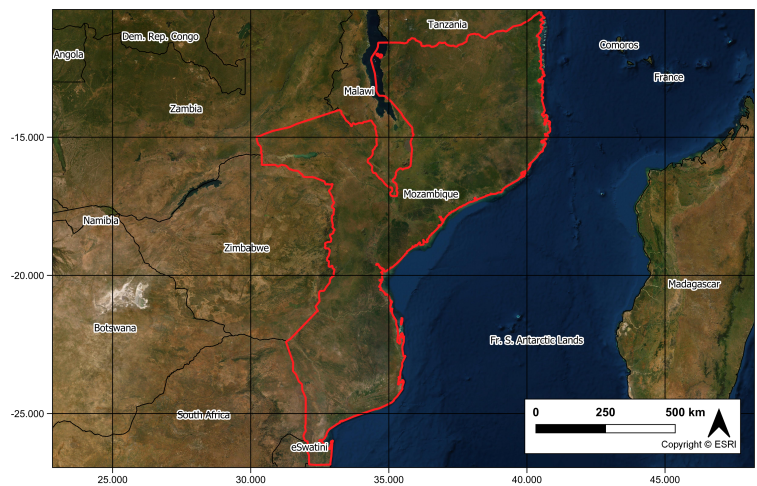 Tanzania
Dem. Rep. Congo
Angola
Comoros
France
Malawi
Zambia
-15.000
Mozambique
Namibia
Zimbabwe
-20.000
Madagascar
Botswana
Fr. S. Antarctic Lands
South Africa
-25.000
0 250 500 km
Copyright © ESRI
eSwatini
25.000 30.000 35.000 40.000 45.000